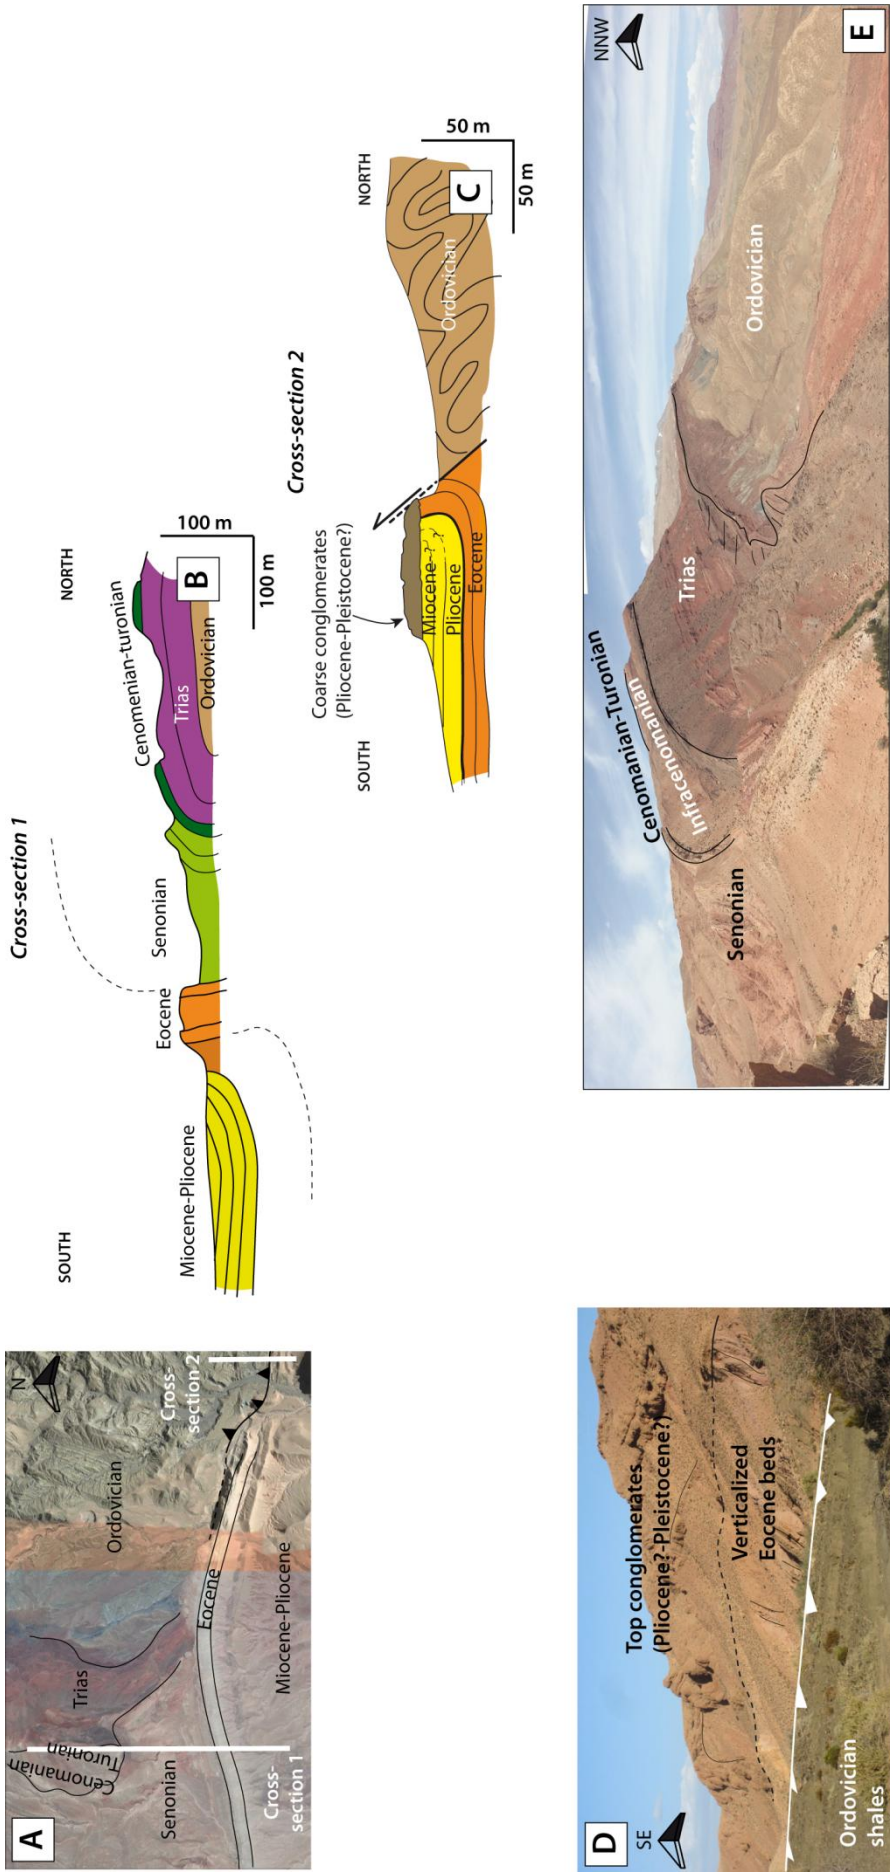 A
N
Cenomanian
Turonian
Trias
Ordovician
Senonian
Eocene
Miocene-Pliocene
Cross-
section 1
Cross-
section 2
Cross-section 1
SOUTH
NORTH
Miocene-Pliocene
Eocene
Senonian
Cenomenian-turonian
Trias
Ordovician
B
100 m
100 m
Cross-section 2
SOUTH
NORTH
Coarse conglomerates
(Pliocene-Pleistocene?)
Miocene-?
Pliocene
Eocene
Ordovician
C
50 m
50 m
D
SE
Top conglomerates
(Pliocene?-Pleistocene?)
Verticalized
Eocene beds
Ordovician
shales
E
NNW
Cenomanian-Turonian
Infracenomanian
Senonian
Trias
Ordovician